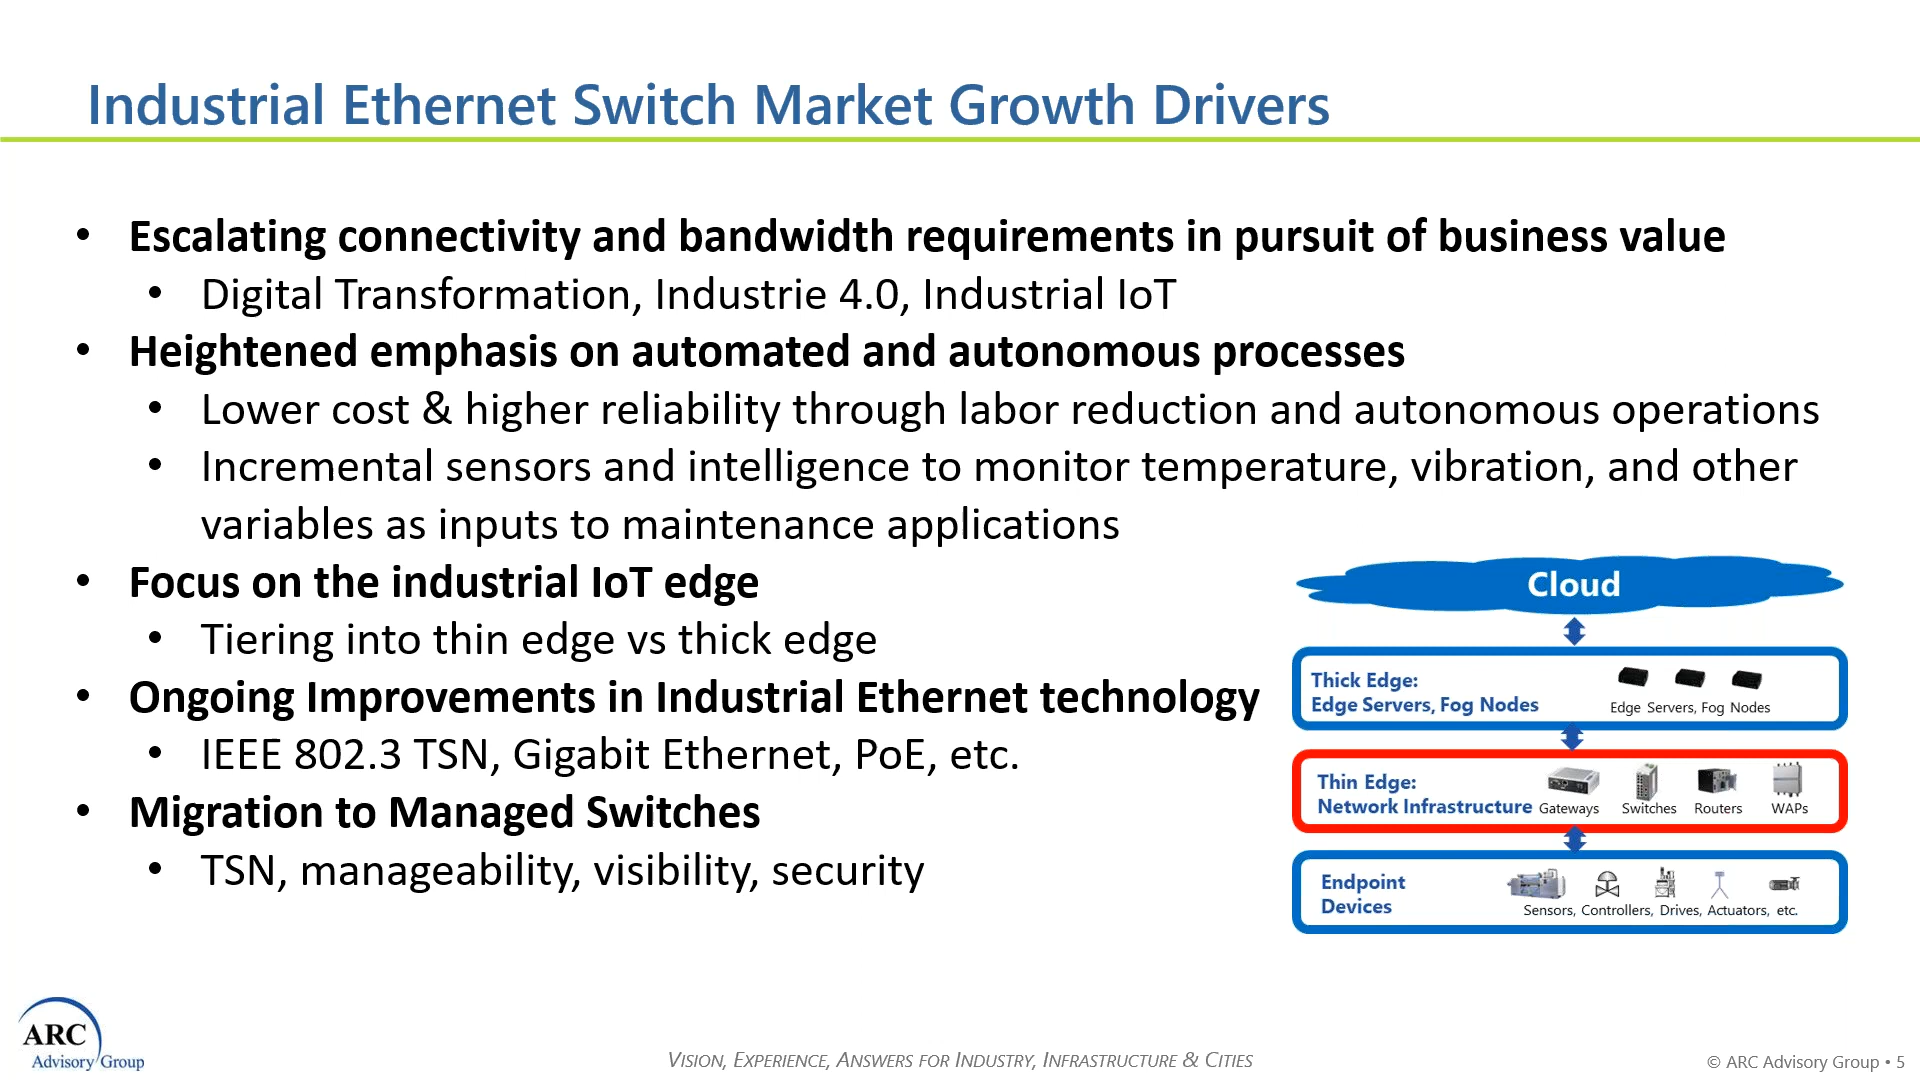 Industrial Ethernet Switch Market Growth Drivers
• Escalating connectivity and bandwidth requirements in pursuit of business value
• Digital Transformation, Industrie 4.0, Industrial IoT
• Heightened emphasis on automated and autonomous processes
• Lower cost & higher reliability through labor reduction and autonomous operations
• Incremental sensors and intelligence to monitor temperature, vibration, and other
variables as inputs to maintenance applications
• Focus on the industrial IoT edge
• Tiering into thin edge vs thick edge
• Ongoing Improvements in Industrial Ethernet technology
• IEEE 802.3 TSN, Gigabit Ethernet, PoE, etc.
• Migration to Managed Switches
• TSN, manageability, visibility, security
Cloud
Thick Edge:
Edge Servers, Fog Nodes
Edge Servers, Fog Nodes
Thin Edge:
Network Infrastructure
Gateways Switches Routers WAPs
Endpoint
Devices
Sensors, Controllers, Drives, Actuators, etc.
ARC
Advisory Group
VISION, EXPERIENCE, ANSWERS FOR INDUSTRY, INFRASTRUCTURE & CITIES
© ARC Advisory Group • 5